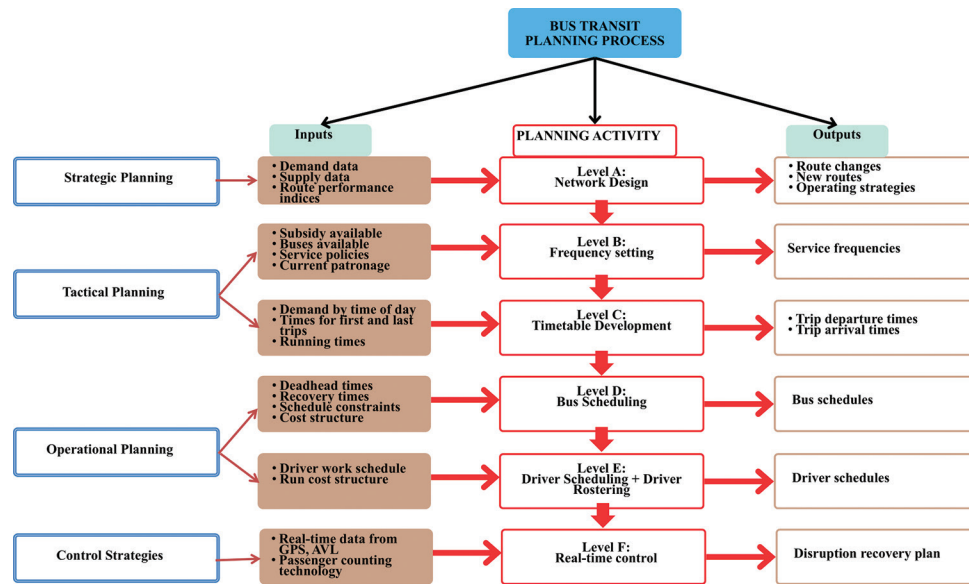 BUS TRANSIT
PLANNING PROCESS
Inputs
PLANNING ACTIVITY
Outputs
Strategic Planning
• Demand data
• Supply data
• Route performance
indices
Level A:
Network Design
• Route changes
• New routes
• Operating strategies
Tactical Planning
• Subsidy available
• Buses available
• Service policies
• Current patronage
Level B:
Frequency setting
Service frequencies
• Demand by time of day
• Times for first and last
trips
• Running times
Level C:
Timetable Development
• Trip departure times
• Trip arrival times
Operational Planning
• Deadhead times
• Recovery times
• Schedule constraints
• Cost structure
Level D:
Bus Scheduling
Bus schedules
• Driver work schedule
• Run cost structure
Level E:
Driver Scheduling + Driver
Rostering
Driver schedules
Control Strategies
• Real-time data from
GPS, AVL
• Passenger counting
technology
Level F:
Real-time control
Disruption recovery plan